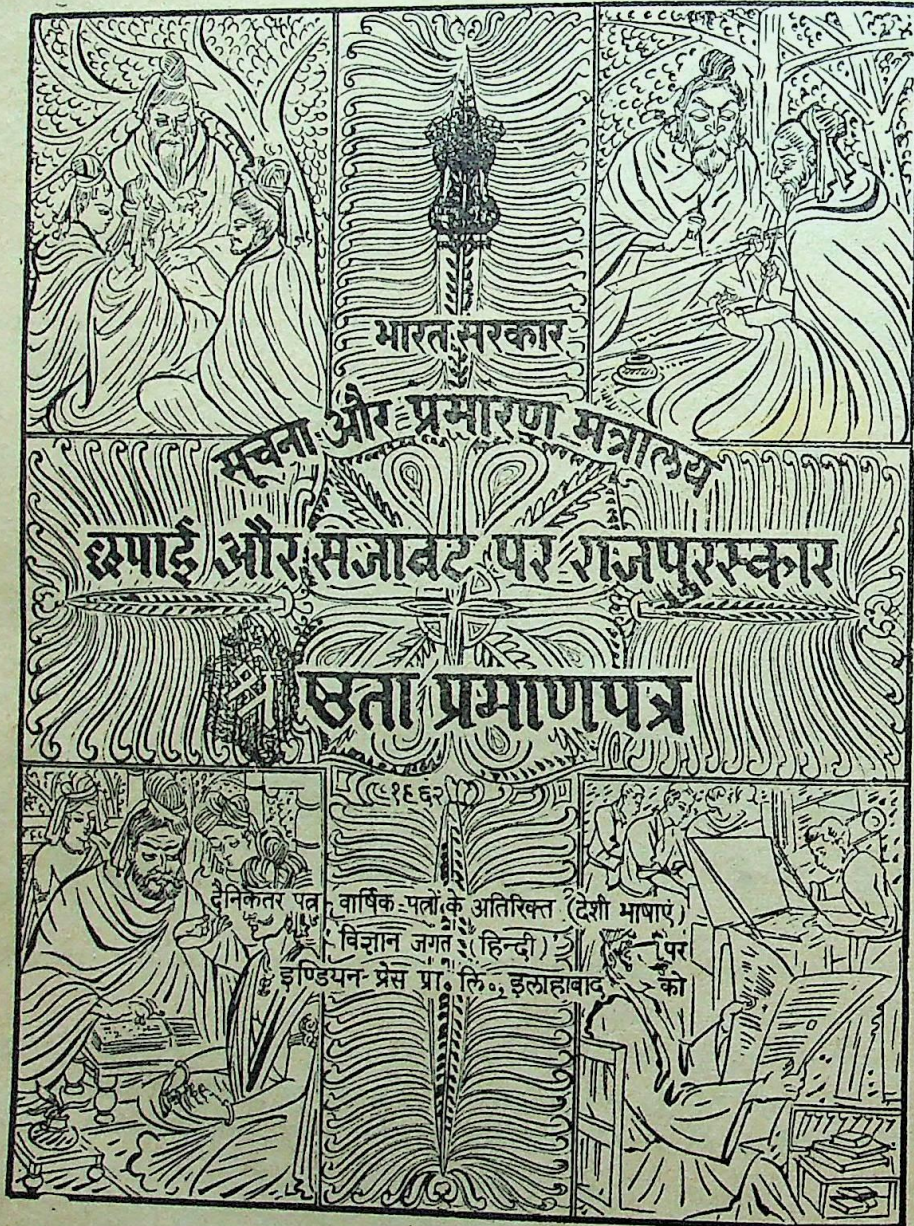 भारत सरकार
सूचना और प्रसारण मंत्रालय
छपाई और सजावट पर राजपुरस्कार
श्रेष्ठता प्रमाणपत्र
१९६२
दैनिकेतर पत्र - वार्षिक पत्रों के अतिरिक्त (देशी भाषाएं)
विज्ञान जगत (हिन्दी) पर
इण्डियन प्रेस प्रा. लि., इलाहाबाद को